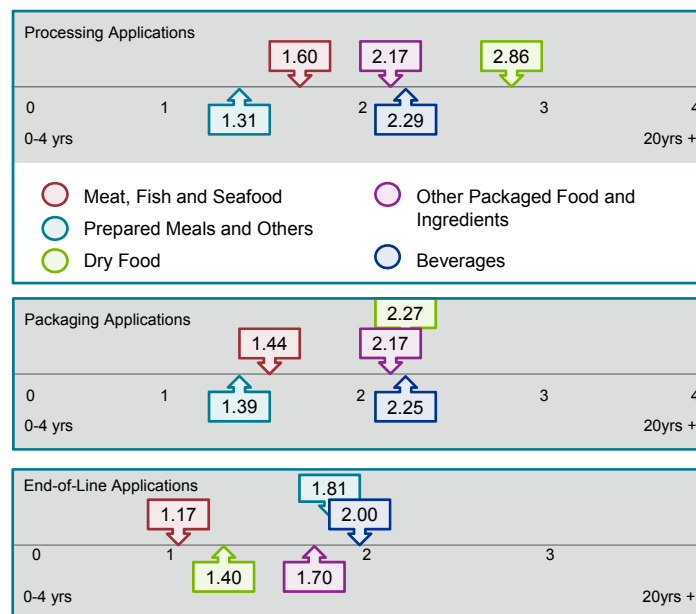 Processing Applications
1.60 2.17 2.86
0 1 2 3 4
1.31 2.29
0-4 yrs 20yrs +
Meat, Fish and Seafood
Prepared Meals and Others
Dry Food
Other Packaged Food and
Ingredients
Beverages
Packaging Applications
2.27
1.44 2.17
0 1 2 3 4
1.39 2.25
0-4 yrs 20yrs +
End-of-Line Applications
1.81
1.17 2.00
0 1 2 3
1.40 1.70
0-4 yrs 20yrs +